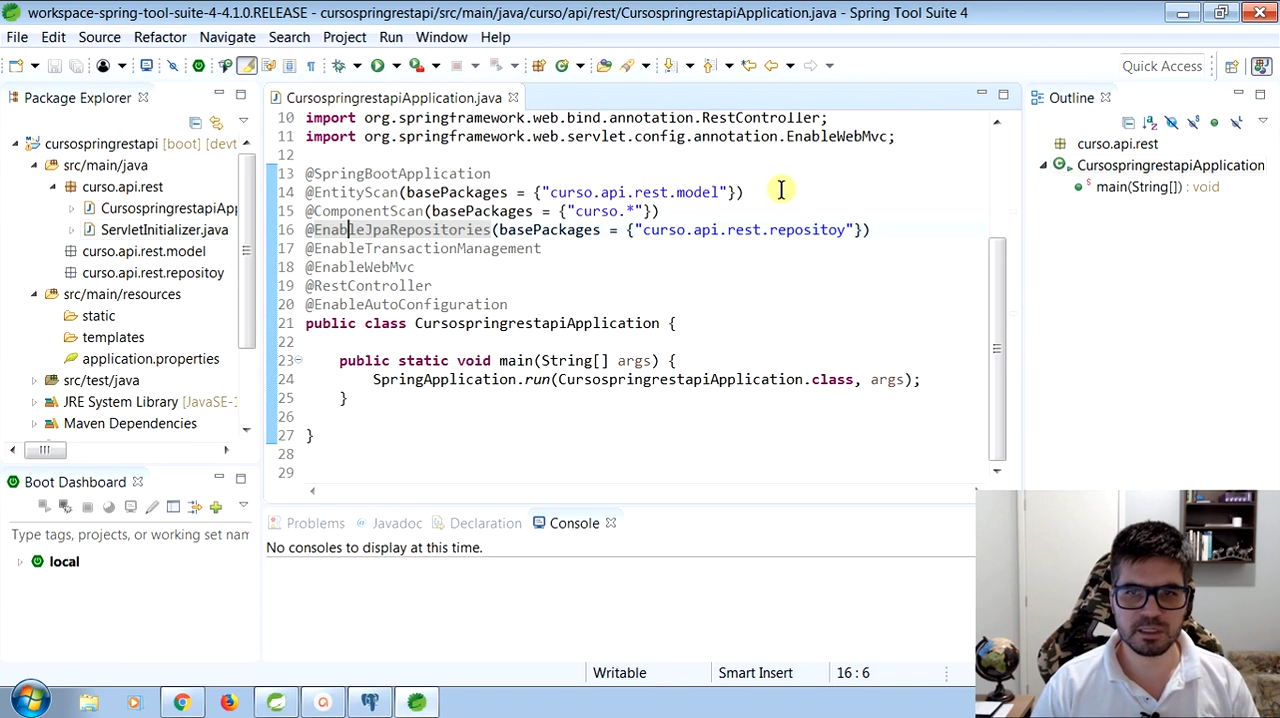 workspace-spring-tool-suite-4-4.1.0.RELEASE - cursospringrestapi/src/main/java/curso/api/rest/CursospringrestapiApplication.java - Spring Tool Suite 4
File Edit Source Refactor Navigate Search Project Run Window Help
Quick Access
Package Explorer
cursospringrestapi [boot] [devt
src/main/java
curso.api.rest
CursospringrestapiApp
ServletInitializer.java
curso.api.rest.model
curso.api.rest.repositoy
src/main/resources
static
templates
application.properties
src/test/java
JRE System Library [JavaSE-1
Maven Dependencies
Boot Dashboard
Type tags, projects, or working set nam
local
CursospringrestapiApplication.java
10 import org.springframework.web.bind.annotation.RestController;
11 import org.springframework.web.servlet.config.annotation.EnableWebMvc;
12
13 @SpringBootApplication
14 @EntityScan(basePackages = {"curso.api.rest.model"})
15 @ComponentScan(basePackages = {"curso.*"})
16 @EnableJpaRepositories(basePackages = {"curso.api.rest.repositoy"})
17 @EnableTransactionManagement
18 @EnableWebMvc
19 @RestController
20 @EnableAutoConfiguration
21 public class CursospringrestapiApplication {
22
23 public static void main(String[] args) {
24 SpringApplication.run(CursospringrestapiApplication.class, args);
25 }
26
27 }
28
29
Problems Javadoc Declaration Console
No consoles to display at this time.
Outline
curso.api.rest
CursospringrestapiApplication
main(String[]) : void
Writable Smart Insert 16 : 6